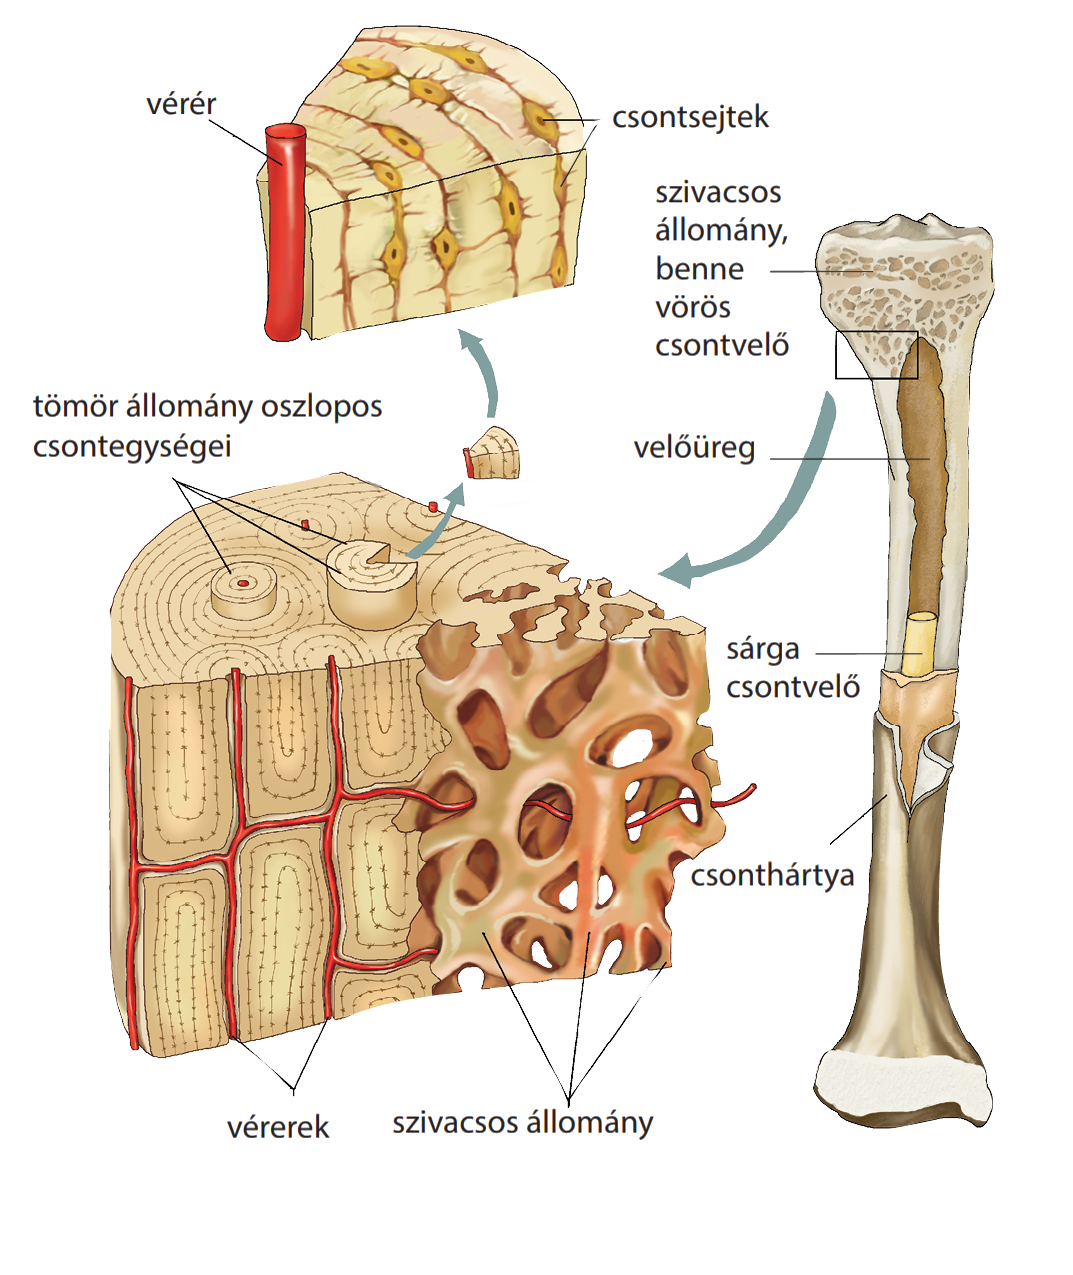 vérér
csontsejtek
szivacsos
állomány,
benne
vörös
csontvelő
tömör állomány oszlopos
csontegységei
velőüreg
sárga
csontvelő
csonthártya
vérerek
szivacsos állomány